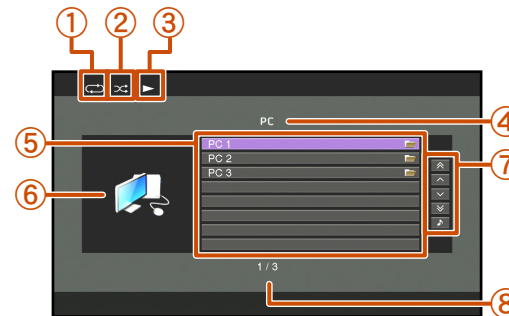 ① ② ③
PC ④
⑤ PC 1
PC 2
PC 3
⑥ ⑦
1 / 3
⑧